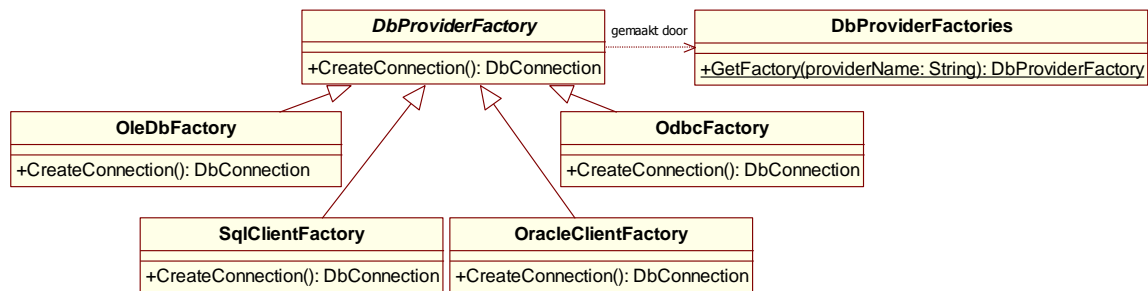 DbProviderFactory
+CreateConnection(): DbConnection
gemaakt door
DbProviderFactories
+GetFactory(providerName: String): DbProviderFactory
OleDbFactory
+CreateConnection(): DbConnection
OdbcFactory
+CreateConnection(): DbConnection
SqlClientFactory
+CreateConnection(): DbConnection
OracleClientFactory
+CreateConnection(): DbConnection